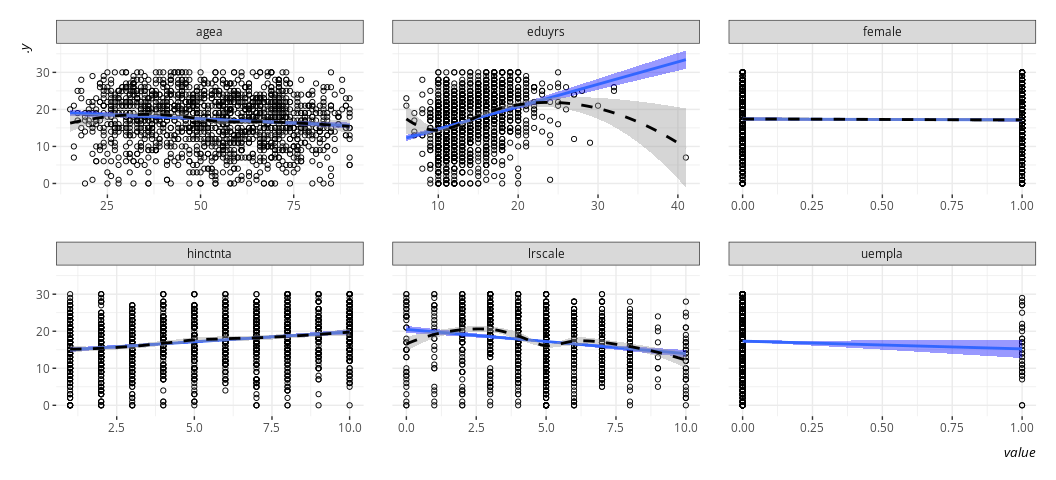 .y
agea
eduyrs
female
30
20
10
0
25 50 75
10 20 30 40
0.00 0.25 0.50 0.75 1.00
hinctnta
lrscale
uempla
30
20
10
0
2.5 5.0 7.5 10.0
0.0 2.5 5.0 7.5 10.0
0.00 0.25 0.50 0.75 1.00
value